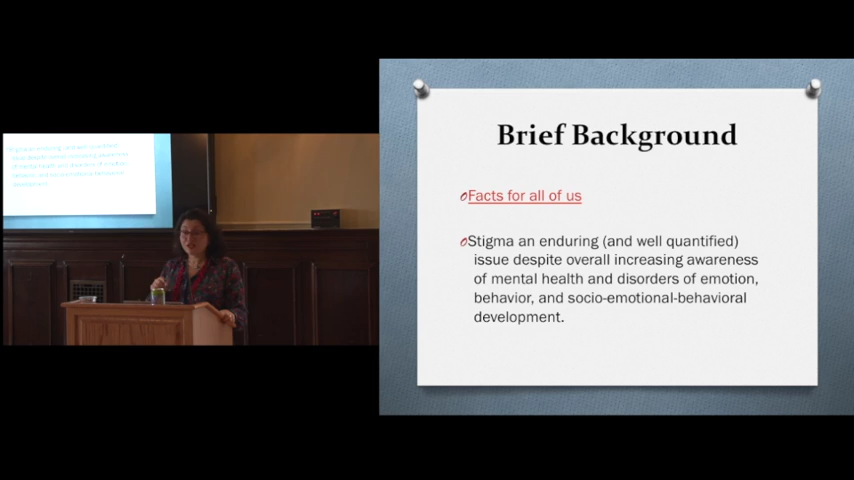 Brief Background
Facts for all of us
Stigma an enduring (and well quantified)
issue despite overall increasing awareness
of mental health and disorders of emotion,
behavior, and socio-emotional-behavioral
development.